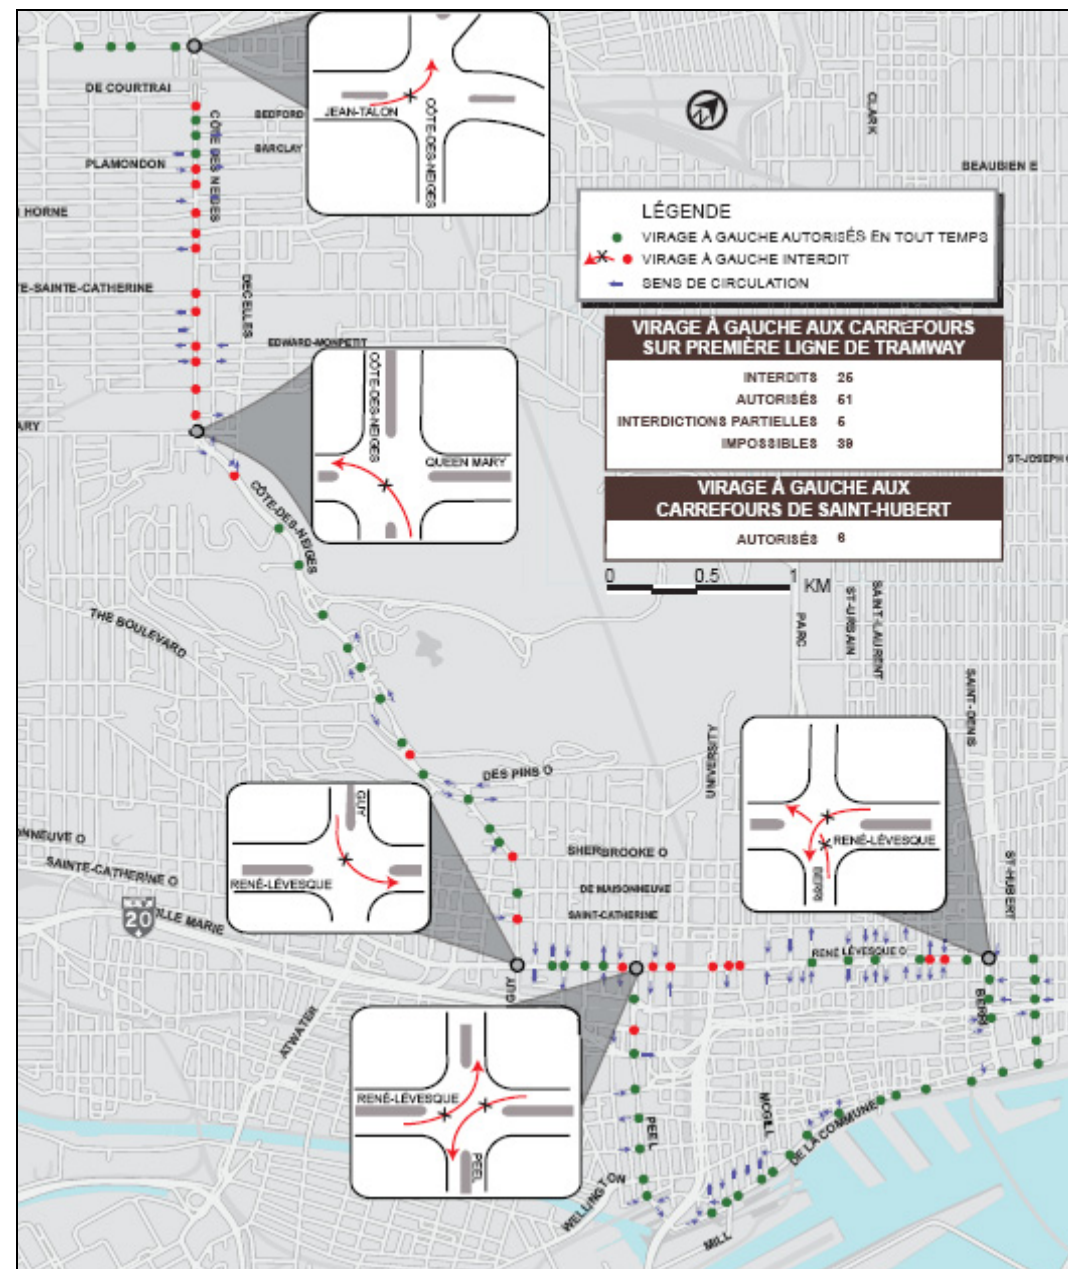 DE COURTRAI
BEDFORD
BARCLAY
PLAMONDON
CÔTE DES NEIGES
HORNE
TE-SAINTE-CATHERINE
DECELLES
EDWARD-MONPETIT
JEAN-TALON
CÔTE-DES-NEIGES
CLARK
BEAUBIEN E
LÉGENDE
VIRAGE À GAUCHE AUTORISÉS EN TOUT TEMPS
VIRAGE À GAUCHE INTERDIT
SENS DE CIRCULATION
VIRAGE À GAUCHE AUX CARREFOURS
SUR PREMIÈRE LIGNE DE TRAMWAY
INTERDITS 25
AUTORISÉS 51
INTERDICTIONS PARTIELLES 5
IMPOSSIBLES 39
VIRAGE À GAUCHE AUX
CARREFOURS DE SAINT-HUBERT
AUTORISÉS 6
0 0.5 1 KM
ARY
CÔTE-DES-NEIGES
QUEEN MARY
ST-JOSEPH
CÔTE-DES-NEIGES
THE BOULEVARD
PARC
ST-URBAIN
SAINT-LAURENT
SAINT-DENIS
UNIVERSITY
DES PINS O
GUY
RENÉ-LÉVESQUE
RENÉ-LÉVESQUE
BERRI
ONNEUVE O
SAINTE-CATHERINE O
20
ILLE MARIE
SHERBROOKE O
DE MAISONNEUVE
SAINT-CATHERINE
ST-HUBERT
RENÉ LÉVESQUE O
GUY
BERRI
ATWATER
RENÉ-LÉVESQUE
PEEL
PEEL
MCGILL
DE LA COMMUNE
WELLINGTON
MILL